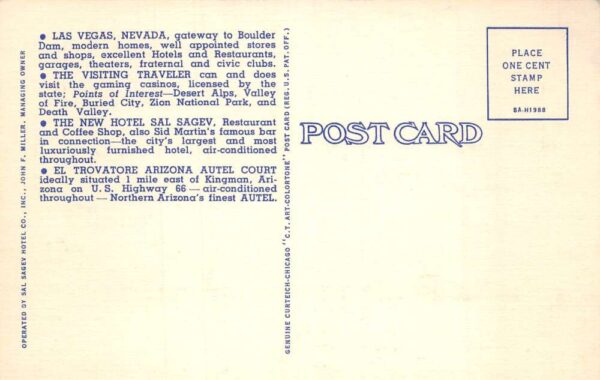 ● LAS VEGAS, NEVADA, gateway to Boulder
Dam, modern homes, well appointed stores
and shops, excellent Hotels and Restaurants,
garages, theaters, fraternal and civic clubs.
● THE VISITING TRAVELER can and does
visit the gaming casinos, licensed by the
state; Points of Interest—Desert Alps, Valley
of Fire, Buried City, Zion National Park, and
Death Valley.
● THE NEW HOTEL SAL SAGEV, Restaurant
and Coffee Shop, also Sid Martin's famous bar
in connection—the city's largest and most
luxuriously furnished hotel, air-conditioned
throughout.
● EL TROVATORE ARIZONA AUTEL COURT
ideally situated 1 mile east of Kingman, Ari-
zona on U.S. Highway 66 — air-conditioned
throughout — Northern Arizona's finest AUTEL.
OPERATED BY SAL SAGEV HOTEL CO., INC., JOHN F. MILLER, MANAGING OWNER
GENUINE CURTEICH-CHICAGO "C.T. ART-COLORTONE" POST CARD (REG. U.S. PAT. OFF.)
POST CARD
PLACE
ONE CENT
STAMP
HERE
8A-H1988